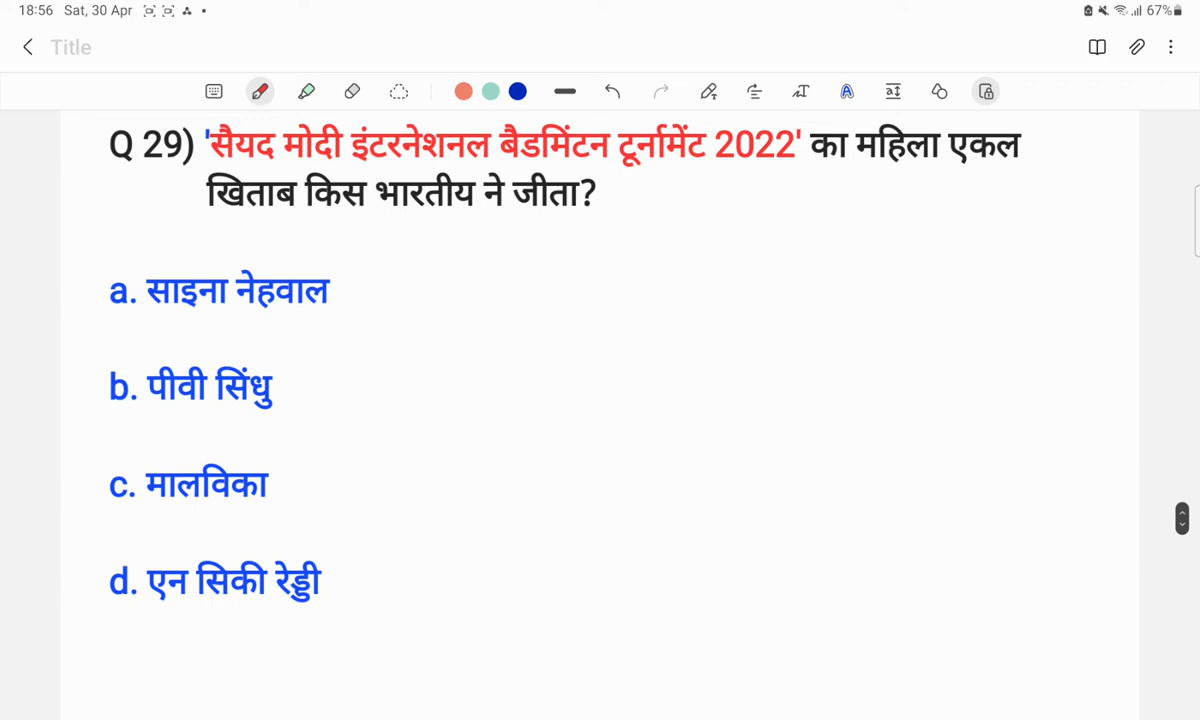 18:56 Sat, 30 Apr 67%
Title
Q 29) 'सैयद मोदी इंटरनेशनल बैडमिंटन टूर्नामेंट 2022' का महिला एकल
खिताब किस भारतीय ने जीता?
a. साइना नेहवाल
b. पीवी सिंधु
c. मालविका
d. एन सिकी रेड्डी